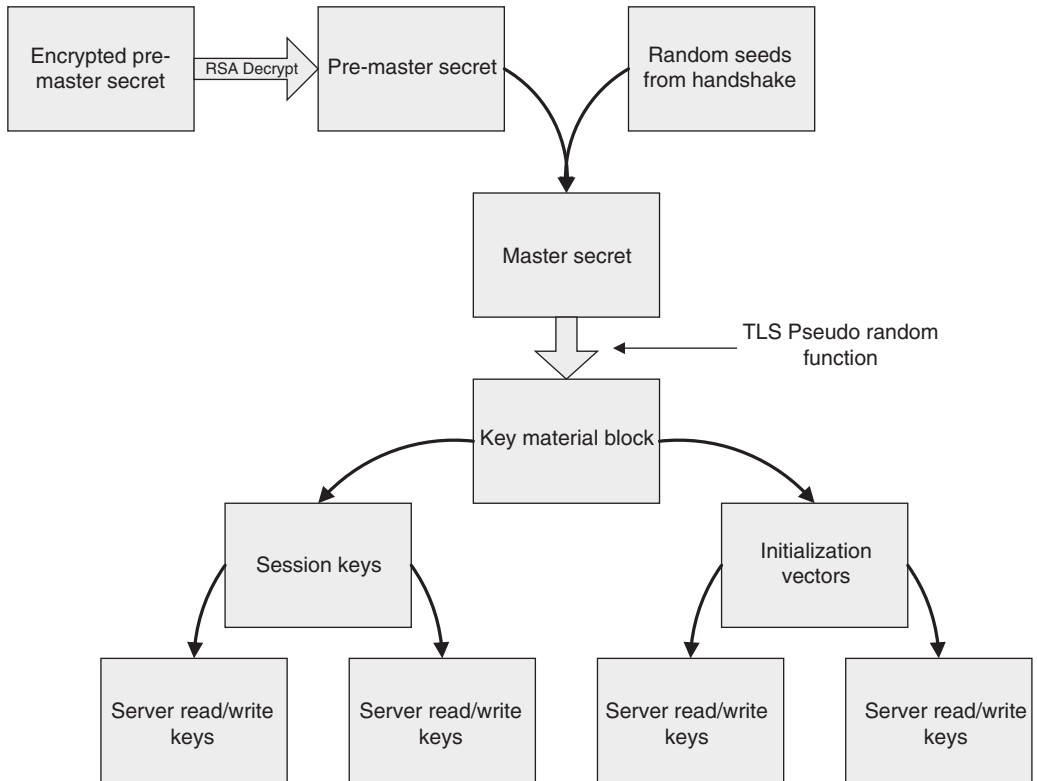 Encrypted pre-
master secret
RSA Decrypt
Pre-master secret
Random seeds
from handshake
Master secret
TLS Pseudo random
function
Key material block
Session keys
Initialization
vectors
Server read/write
keys
Server read/write
keys
Server read/write
keys
Server read/write
keys